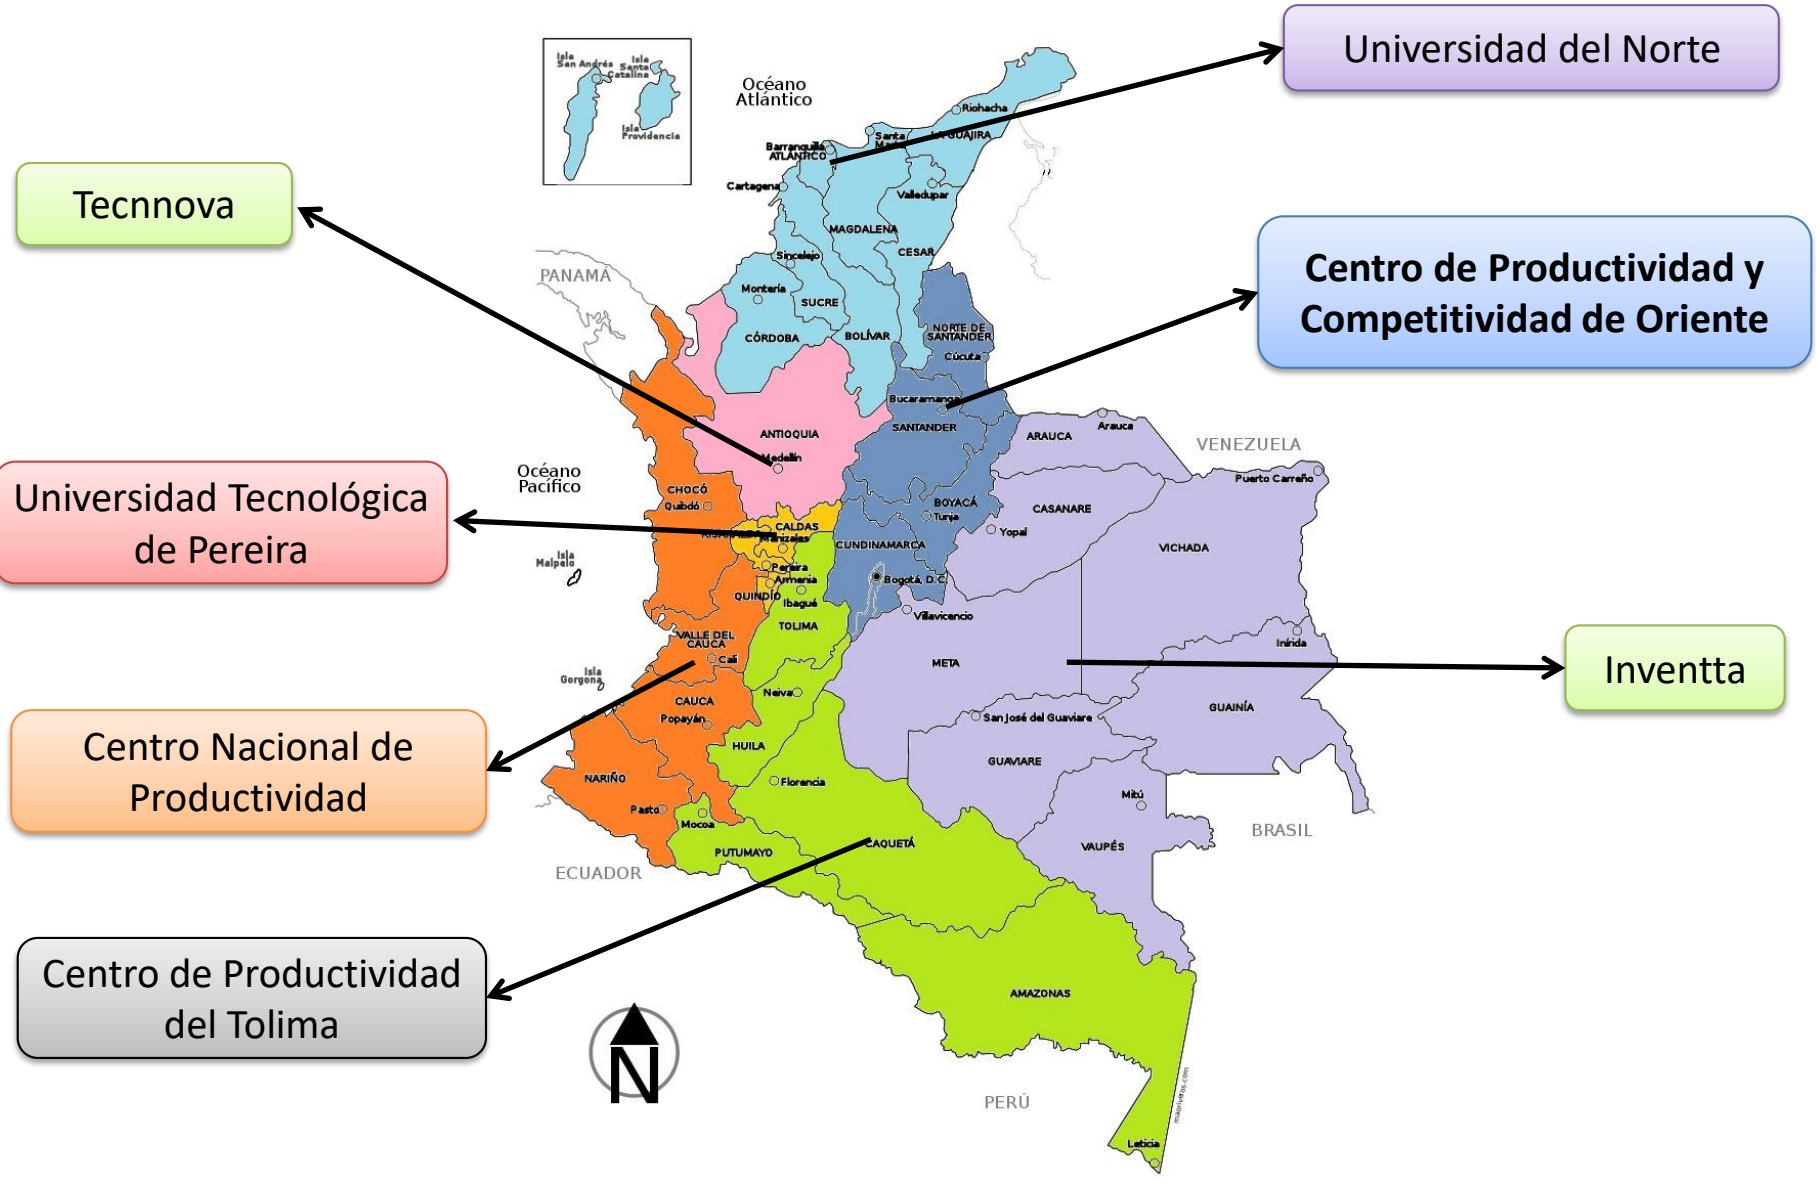 Universidad del Norte
Isla
San Andrés
Isla
Santa
Catalina
Isla
Providencia
Océano
Atlántico
Riohacha
Santa
Marta
LA GUAJIRA
Barranquilla
ATLÁNTICO
Cartagena
Valledupar
Tecnnova
MAGDALENA
CESAR
Sincelejo
PANAMÁ
Montería
SUCRE
Centro de Productividad y
Competitividad de Oriente
CÓRDOBA
BOLÍVAR
NORTE DE
SANTANDER
Cúcuta
Bucaramanga
SANTANDER
ANTIOQUIA
Medellín
ARAUCA
Arauca
VENEZUELA
Puerto Carreño
Océano
Pacífico
Universidad Tecnológica
de Pereira
CHOCÓ
Quibdó
BOYACÁ
Tunja
CASANARE
Yopal
CALDAS
Manizales
RISARALDA
CUNDINAMARCA
VICHADA
Isla
Malpelo
Pereira
Armenia
QUINDÍO
Ibagué
Bogotá, D.C
Villavicencio
TOLIMA
VALLE DEL
CAUCA
Cali
META
Inírida
Inventta
Isla
Gorgona
CAUCA
Popayán
Neiva
GUAINÍA
San José del Guaviare
Centro Nacional de
Productividad
HUILA
GUAVIARE
NARIÑO
Florencia
Pasto
Mocoa
Mitú
BRASIL
PUTUMAYO
CAQUETÁ
VAUPÉS
ECUADOR
Centro de Productividad
del Tolima
AMAZONAS
N
PERÚ
Leticia